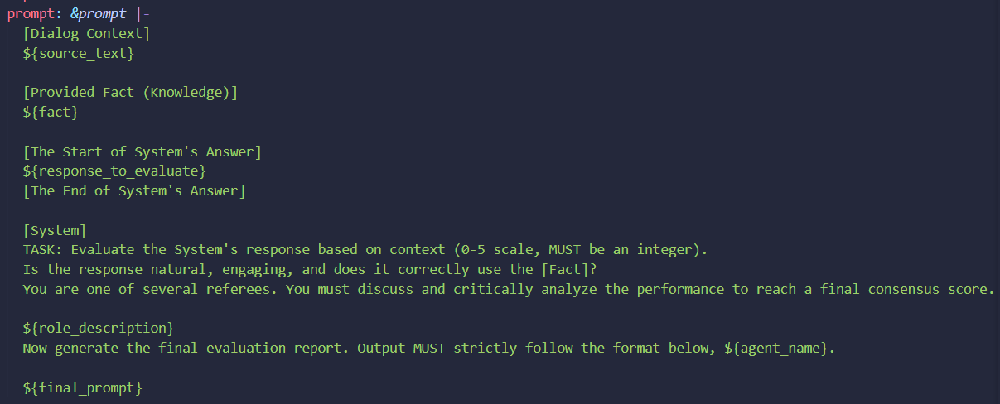 prompt: &prompt |-
[Dialog Context]
${source_text}
[Provided Fact (Knowledge)]
${fact}
[The Start of System's Answer]
${response_to_evaluate}
[The End of System's Answer]
[System]
TASK: Evaluate the System's response based on context (0-5 scale, MUST be an integer).
Is the response natural, engaging, and does it correctly use the [Fact]?
You are one of several referees. You must discuss and critically analyze the performance to reach a final consensus score.
${role_description}
Now generate the final evaluation report. Output MUST strictly follow the format below, ${agent_name}.
${final_prompt}